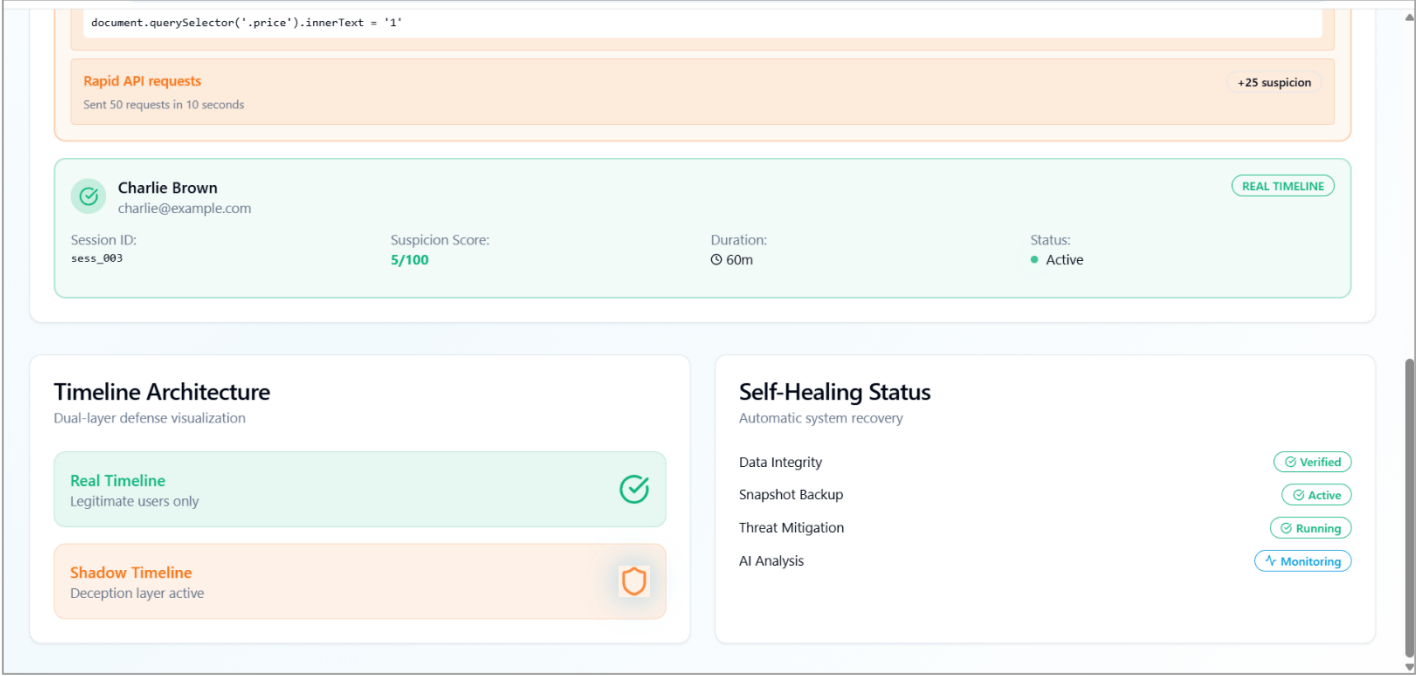 document.querySelector('.price').innerText = '1'
Rapid API requests
+25 suspicion
Sent 50 requests in 10 seconds
Charlie Brown
REAL TIMELINE
charlie@example.com
Session ID:
Suspicion Score:
Duration:
Status:
sess_003
5/100
60m
Active
Timeline Architecture
Dual-layer defense visualization
Real Timeline
Legitimate users only
Shadow Timeline
Deception layer active
Self-Healing Status
Automatic system recovery
Data Integrity
Verified
Snapshot Backup
Active
Threat Mitigation
Running
AI Analysis
Monitoring